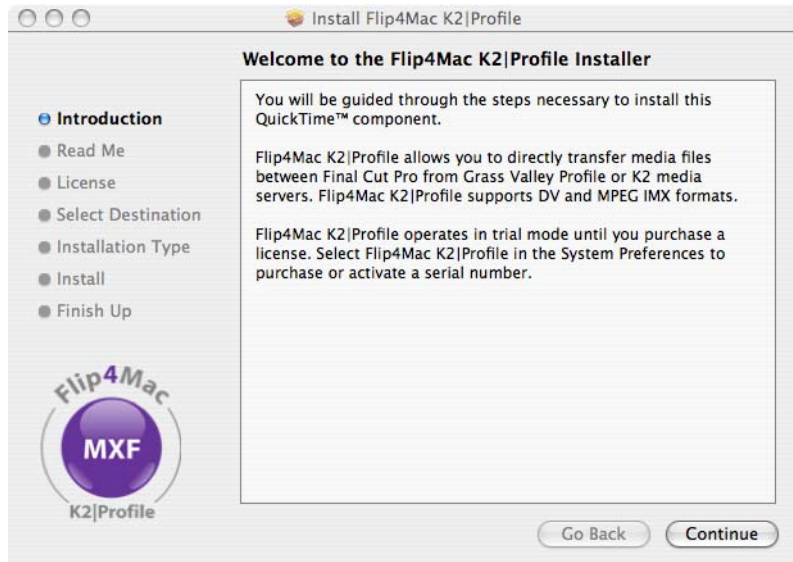 Install Flip4Mac K2|Profile
Welcome to the Flip4Mac K2|Profile Installer
Introduction
Read Me
License
Select Destination
Installation Type
Install
Finish Up
You will be guided through the steps necessary to install this
QuickTime™ component.
Flip4Mac K2|Profile allows you to directly transfer media files
between Final Cut Pro from Grass Valley Profile or K2 media
servers. Flip4Mac K2|Profile supports DV and MPEG IMX formats.
Flip4Mac K2|Profile operates in trial mode until you purchase a
license. Select Flip4Mac K2|Profile in the System Preferences to
purchase or activate a serial number.
Flip4Mac
MXF
K2|Profile
Go Back
Continue